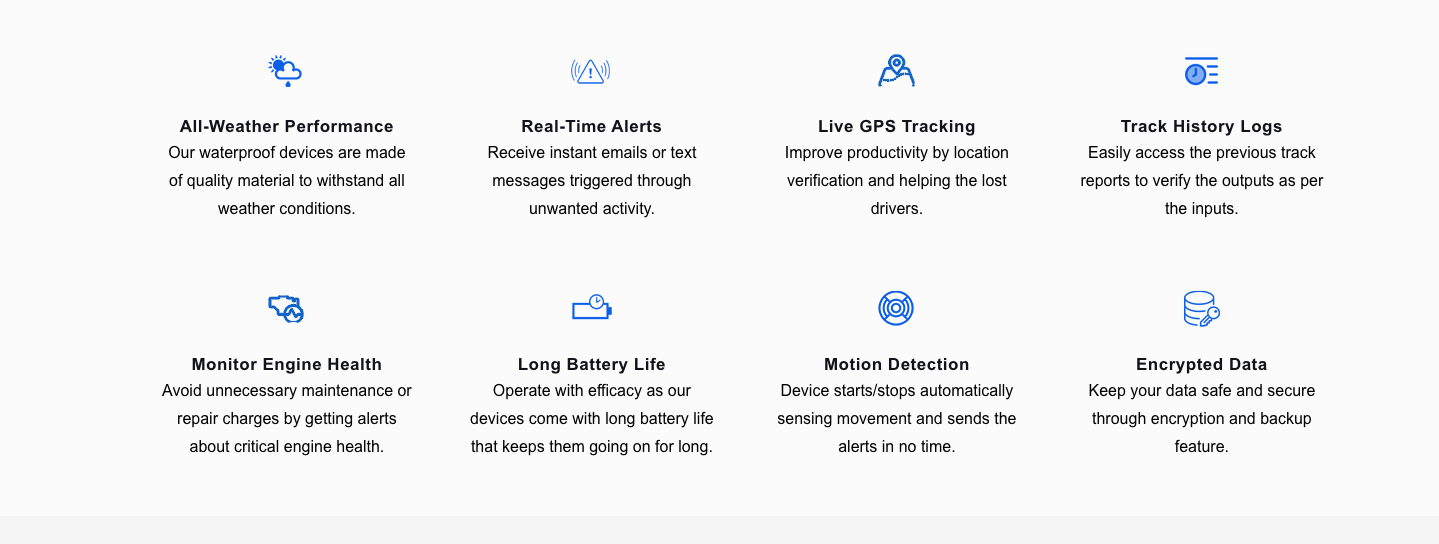 All-Weather Performance
Our waterproof devices are made
of quality material to withstand all
weather conditions.
Real-Time Alerts
Receive instant emails or text
messages triggered through
unwanted activity.
Live GPS Tracking
Improve productivity by location
verification and helping the lost
drivers.
Track History Logs
Easily access the previous track
reports to verify the outputs as per
the inputs.
Monitor Engine Health
Avoid unnecessary maintenance or
repair charges by getting alerts
about critical engine health.
Long Battery Life
Operate with efficacy as our
devices come with long battery life
that keeps them going on for long.
Motion Detection
Device starts/stops automatically
sensing movement and sends the
alerts in no time.
Encrypted Data
Keep your data safe and secure
through encryption and backup
feature.